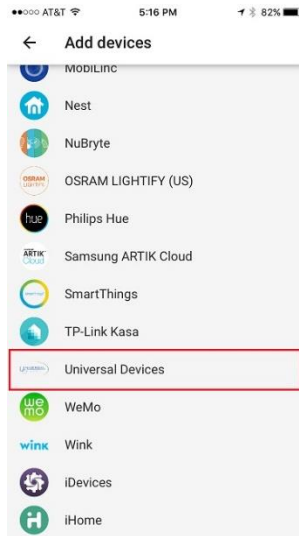 AT&T 5:16 PM 82%
Add devices
MobiLinc
Nest
NuBryte
OSRAM LIGHTIFY (US)
hue Philips Hue
ARTIK Cloud Samsung ARTIK Cloud
SmartThings
TP-Link Kasa
Universal Devices
we mo WeMo
wink Wink
iDevices
iHome